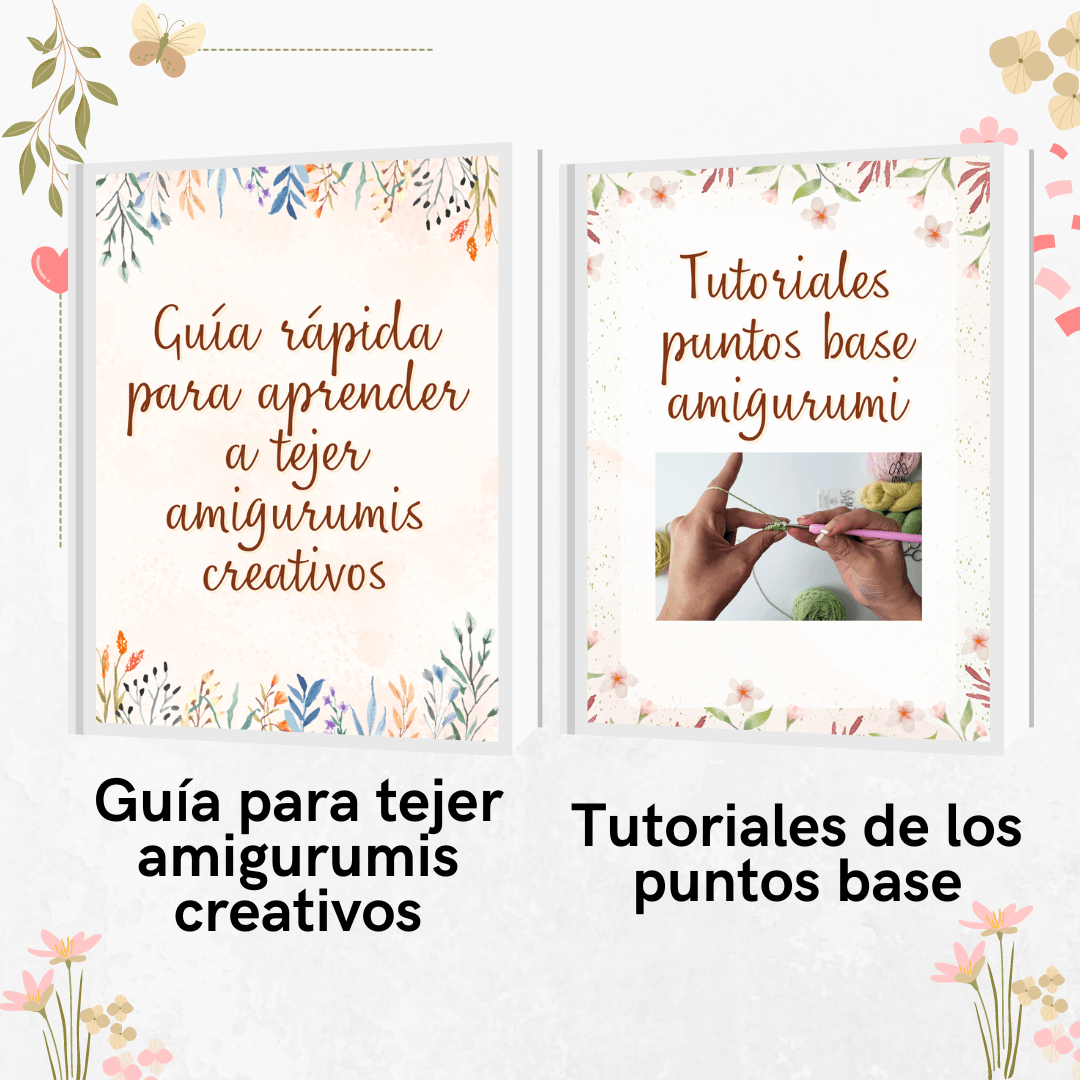 Guía rápida
para aprender
a tejer
amigurumis
creativos
Tutoriales
puntos base
amigurumi
Guía para tejer
amigurumis
creativos
Tutoriales de los
puntos base